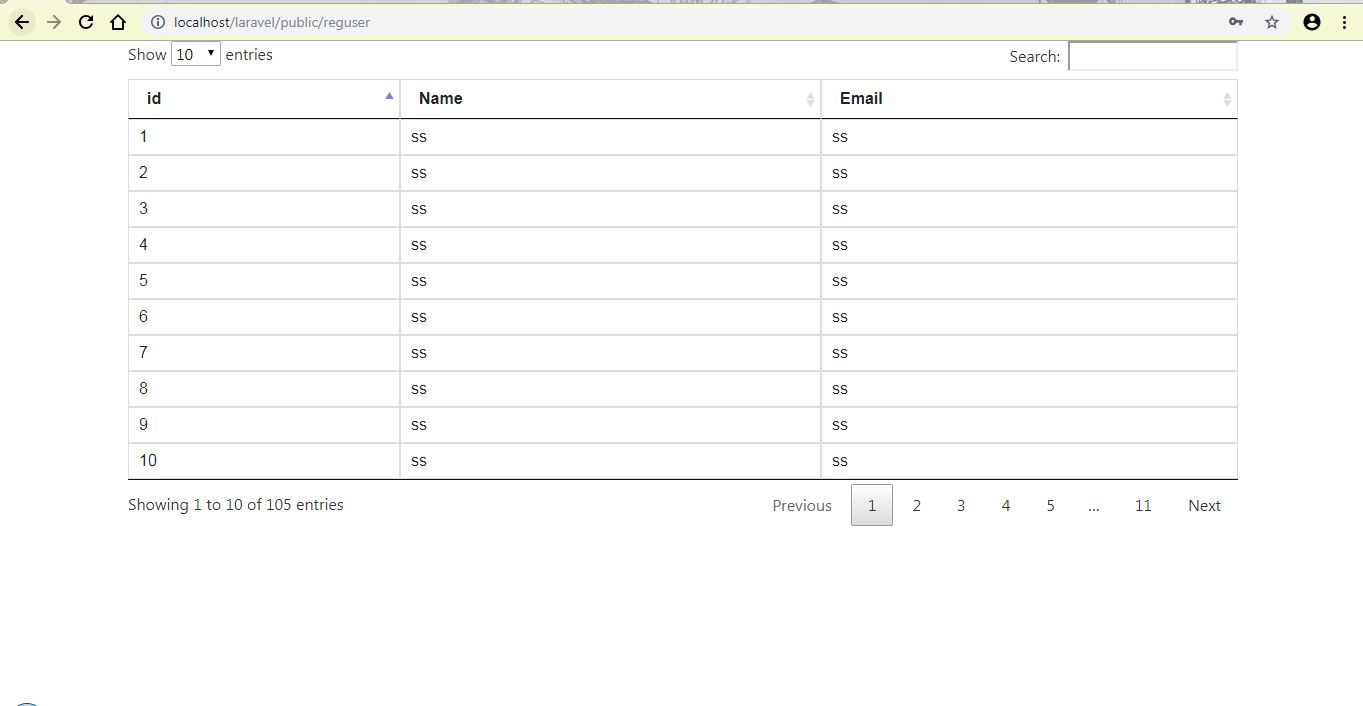 localhost/laravel/public/reguser
Show 10 entries Search:
id Name Email
1 ss ss
2 ss ss
3 ss ss
4 ss ss
5 ss ss
6 ss ss
7 ss ss
8 ss ss
9 ss ss
10 ss ss
Showing 1 to 10 of 105 entries Previous 1 2 3 4 5 ... 11 Next